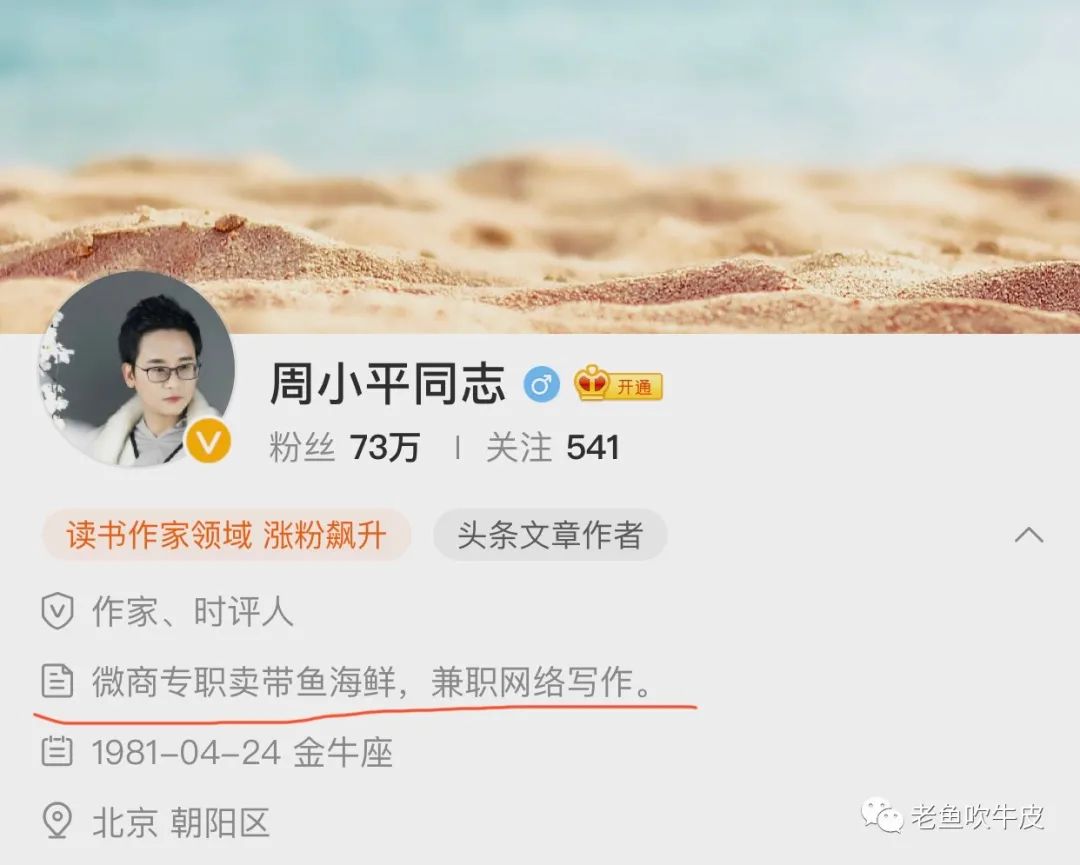 周小平同志 开通
粉丝 73万 | 关注 541
读书作家领域 涨粉飙升 头条文章作者
作家、时评人
微商专职卖带鱼海鲜，兼职网络写作。
1981-04-24 金牛座
北京 朝阳区
老鱼吹牛皮